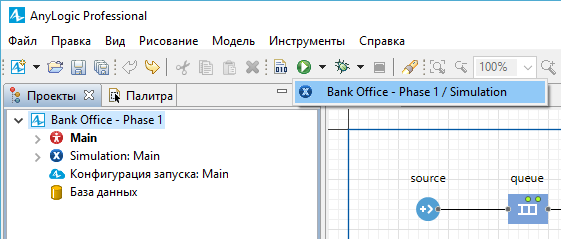 AnyLogic Professional
Файл Правка Вид Рисование Модель Инструменты Справка
010 100%
Проекты Палитра
Bank Office - Phase 1 / Simulation
Bank Office - Phase 1
Main
Simulation: Main
Конфигурация запуска: Main
База данных
source queue